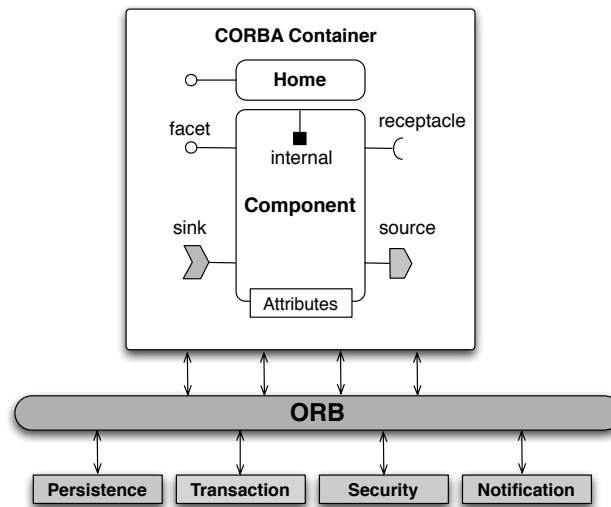 CORBA Container
Home
facet
receptacle
internal
Component
sink
source
Attributes
ORB
Persistence
Transaction
Security
Notification